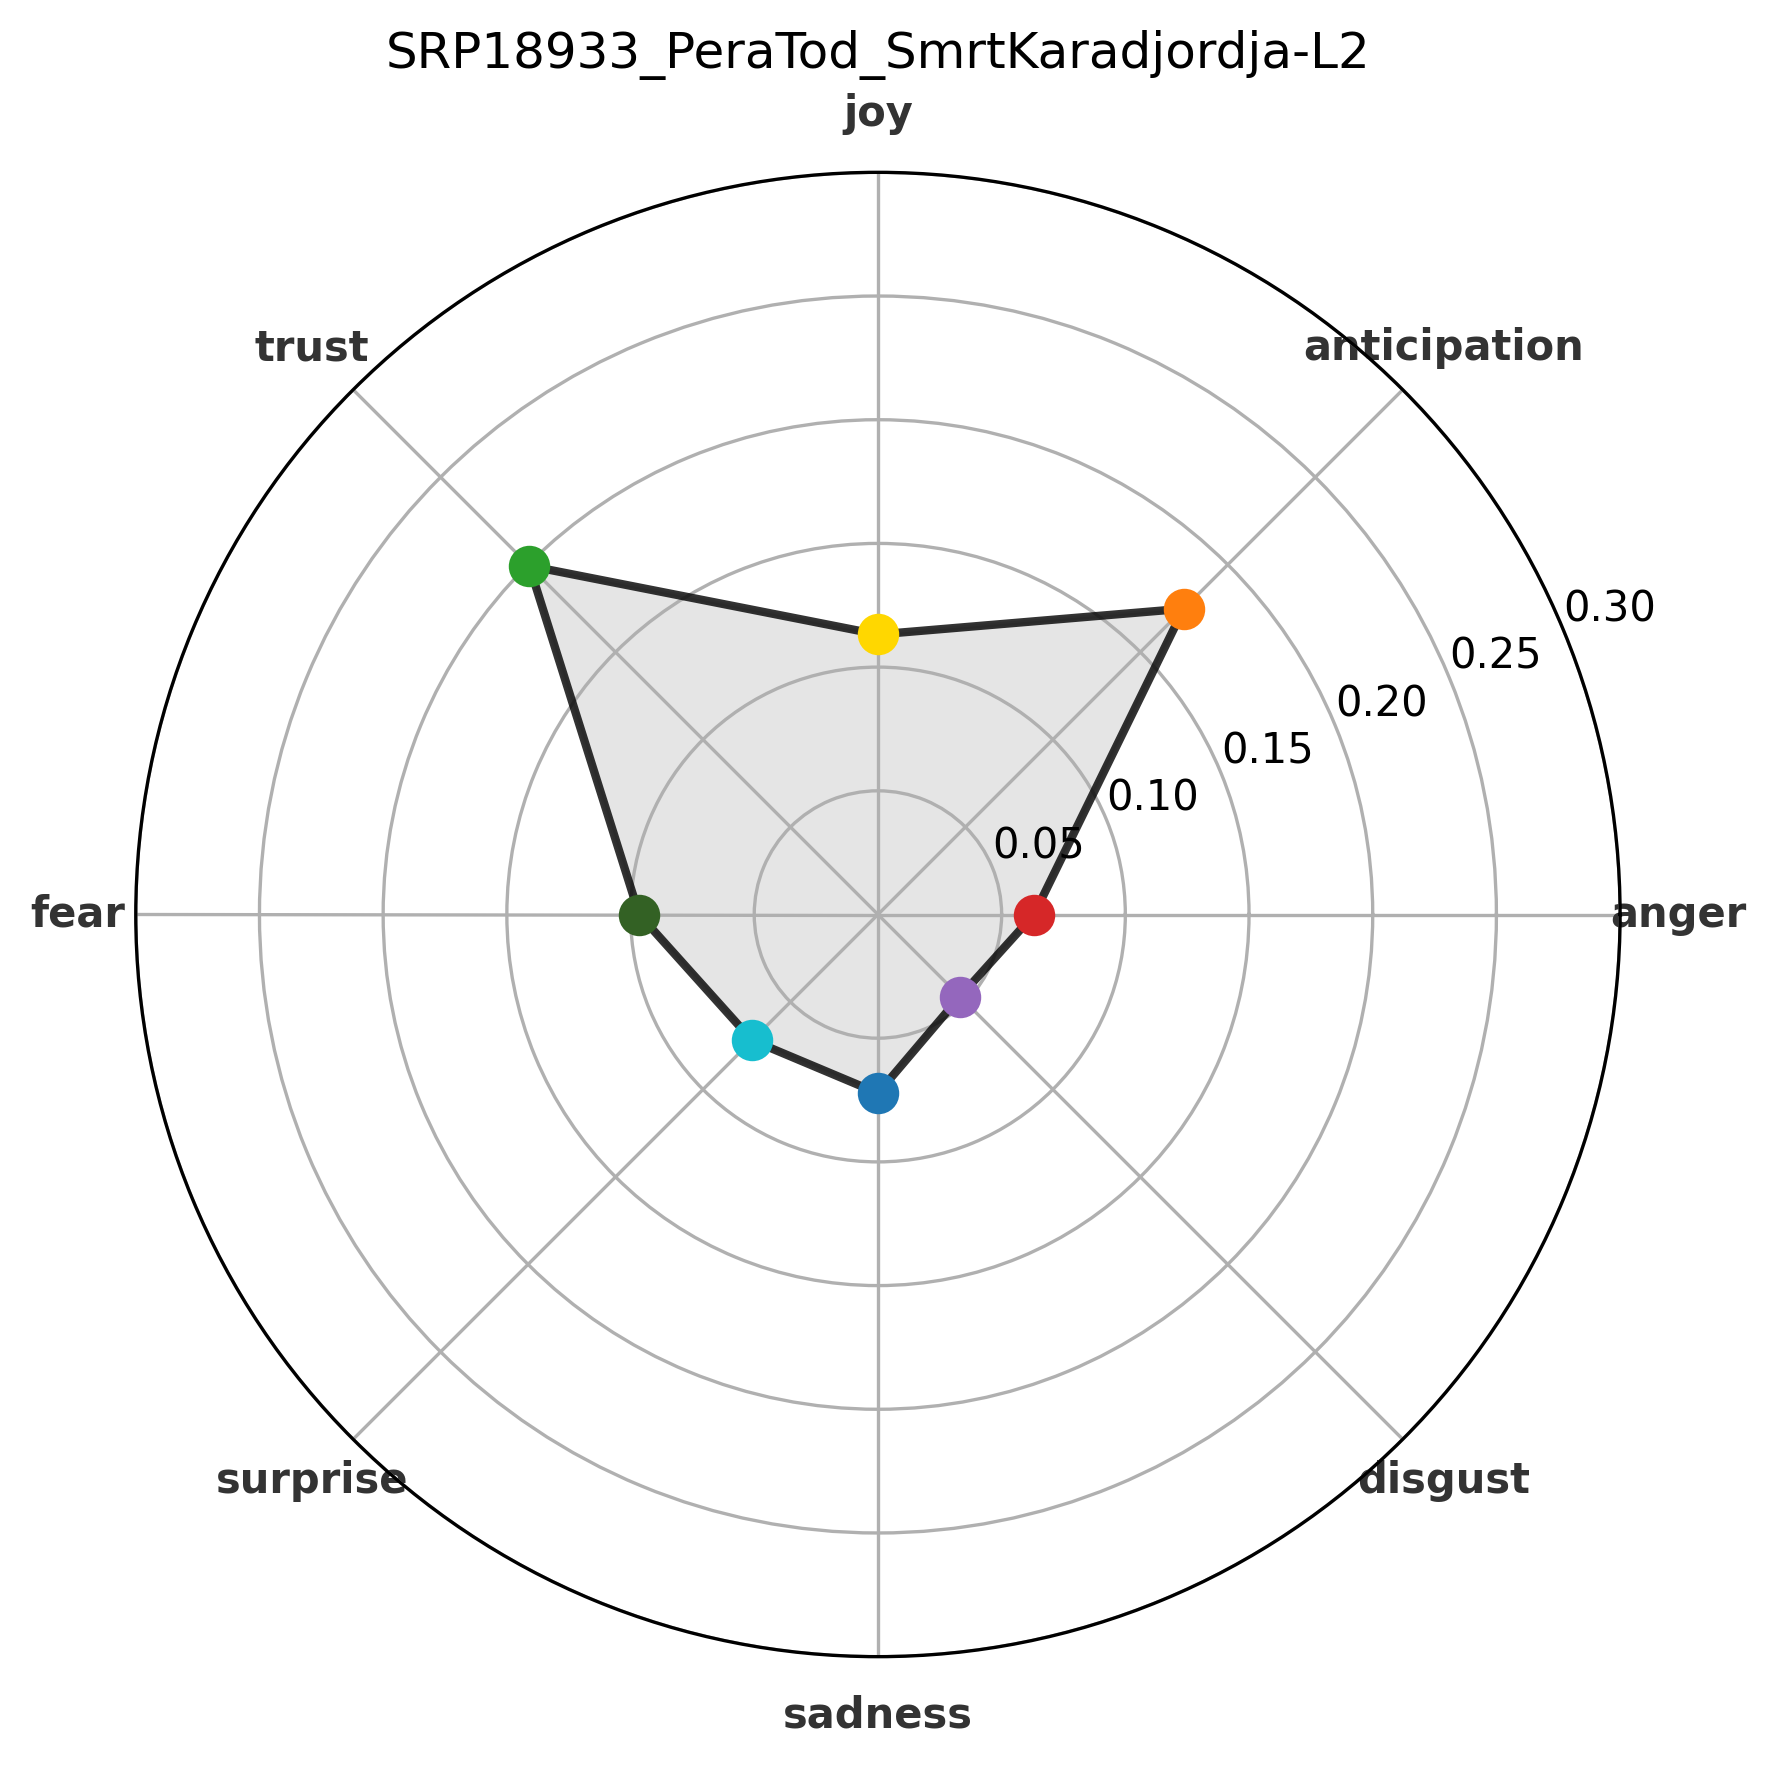 SRP18933_PeraTod_SmrtKaradjordja-L2
joy
trust
anticipation
0.30
0.25
0.20
0.15
0.10
0.05
fear
anger
surprise
disgust
sadness